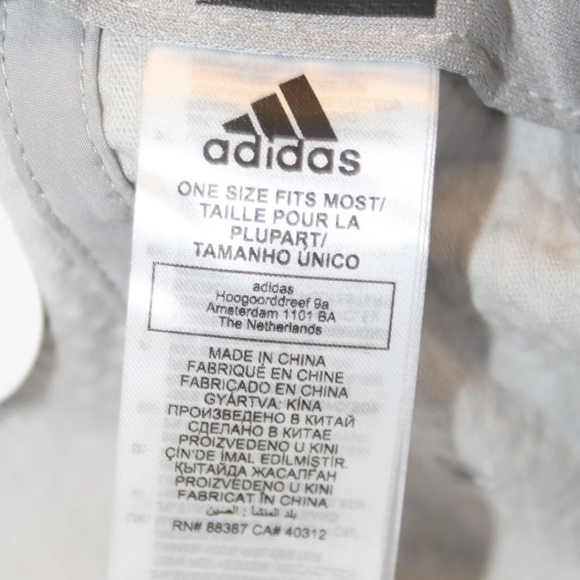 adidas
ONE SIZE FITS MOST/
TAILLE POUR LA
PLUPART/
TAMANHO ÚNICO
adidas
Hoogoorddreef 9a
Amsterdam 1101 BA
The Netherlands
MADE IN CHINA
FABRIQUÉ EN CHINE
FABRICADO EN CHINA
GYÁRTVA: KÍNA
ПРОИЗВЕДЕНО В КИТАЙ
СДЕЛАНО В КИТАЕ
PROIZVEDENO U KINI
ÇİN'DE İMAL EDİLMİŞTİR.
ҚЫТАЙДА ЖАСАЛҒАН
PROIZVEDENO U KINI
FABRICAT ÎN CHINA
بلد المنشأ : الصين
RN# 88387 CA# 40312